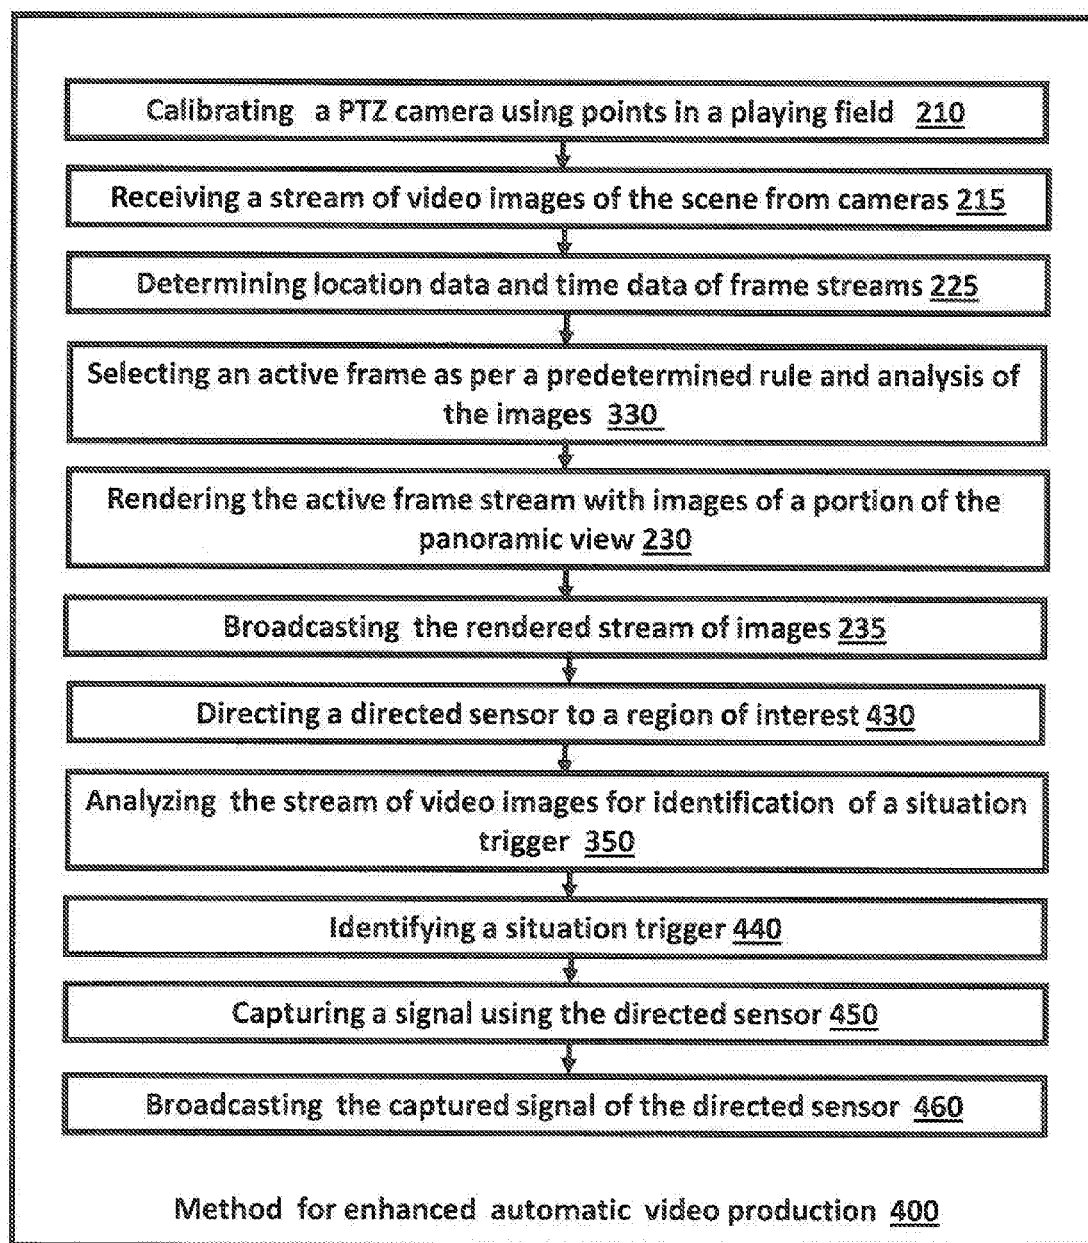 Calibrating a PTZ camera using points in a playing field 210
Receiving a stream of video images of the scene from cameras 215
Determining location data and time data of frame streams 225
Selecting an active frame as per a predetermined rule and analysis of
the images 330
Rendering the active frame stream with images of a portion of the
panoramic view 230
Broadcasting the rendered stream of images 235
Directing a directed sensor to a region of interest 430
Analyzing the stream of video images for identification of a situation
trigger 350
Identifying a situation trigger 440
Capturing a signal using the directed sensor 450
Broadcasting the captured signal of the directed sensor 460
Method for enhanced automatic video production 400